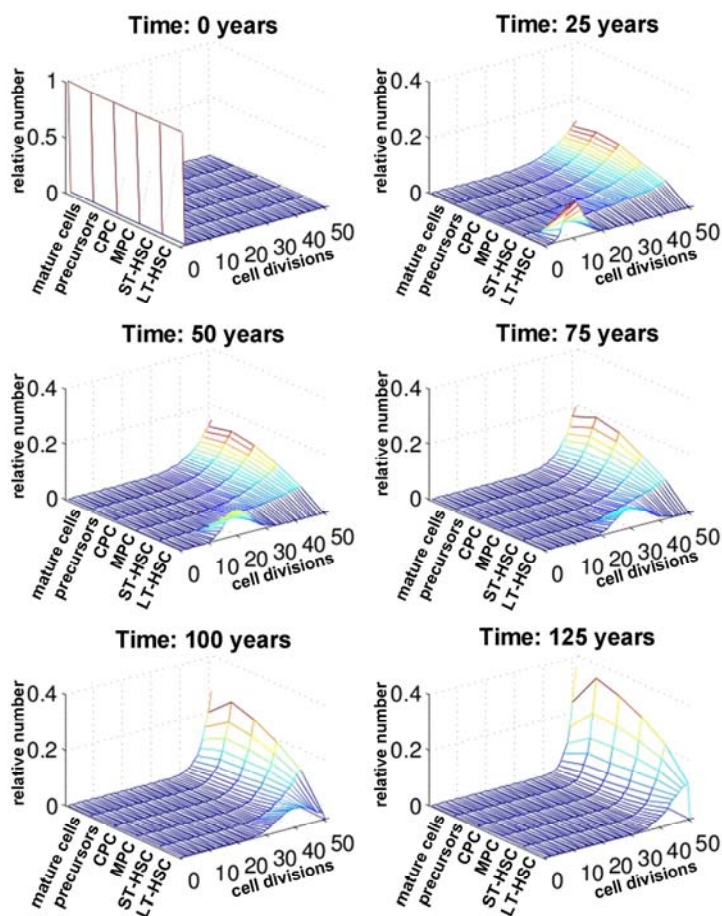 Time: 0 years
1
0.5
0
relative number
mature cells
precursors
CPC
MPC
ST-HSC
LT-HSC
0
10
20
30
40
50
cell divisions
Time: 25 years
0.4
0.2
0
relative number
mature cells
precursors
CPC
MPC
ST-HSC
LT-HSC
0
10
20
30
40
50
cell divisions
Time: 50 years
0.4
0.2
0
relative number
mature cells
precursors
CPC
MPC
ST-HSC
LT-HSC
0
10
20
30
40
50
cell divisions
Time: 75 years
0.4
0.2
0
relative number
mature cells
precursors
CPC
MPC
ST-HSC
LT-HSC
0
10
20
30
40
50
cell divisions
Time: 100 years
0.4
0.2
0
relative number
mature cells
precursors
CPC
MPC
ST-HSC
LT-HSC
0
10
20
30
40
50
cell divisions
Time: 125 years
0.4
0.2
0
relative number
mature cells
precursors
CPC
MPC
ST-HSC
LT-HSC
0
10
20
30
40
50
cell divisions